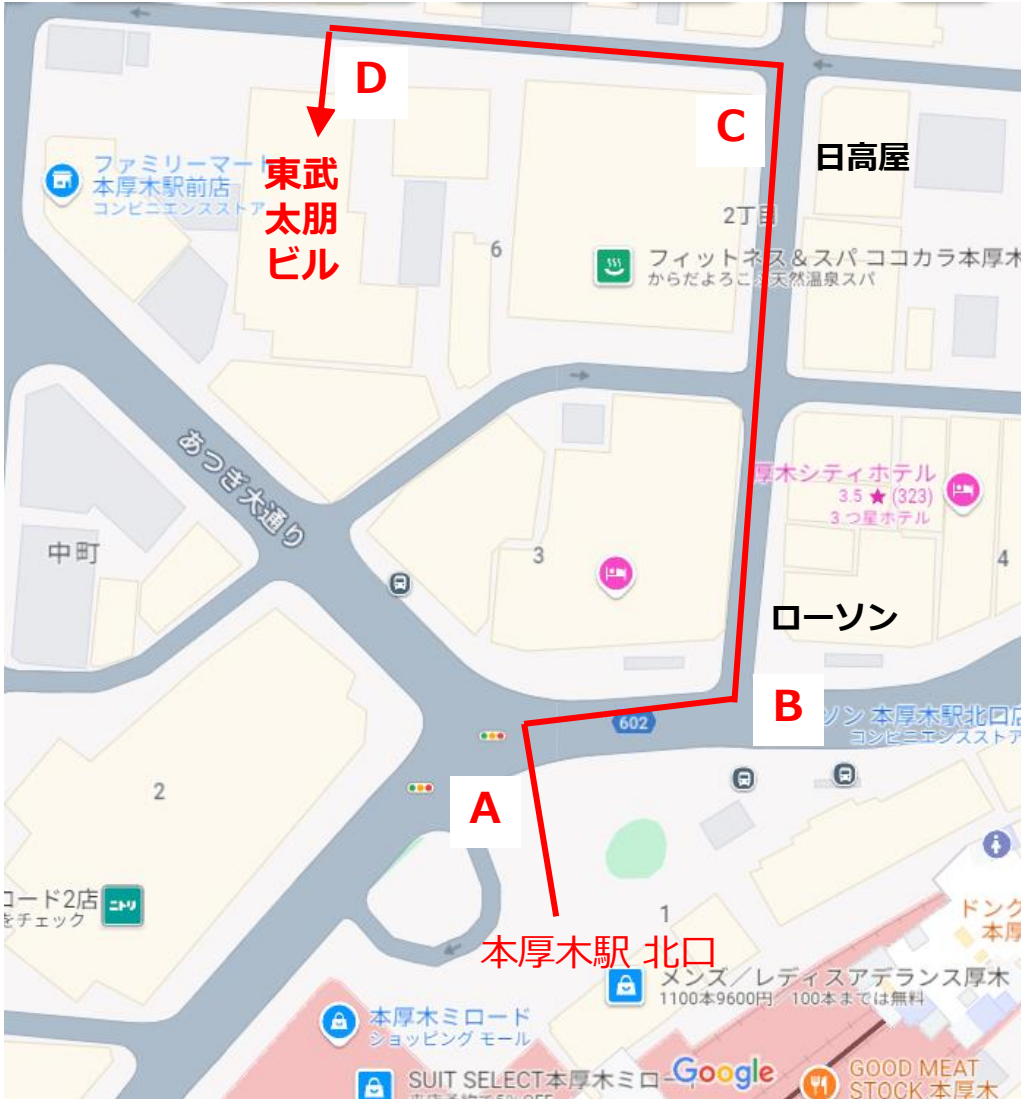 D
C
日高屋
ファミリーマート
本厚木駅前店
コンビニエンスストア
東武
太朋
ビル
2丁目
6
フィットネス&スパ ココカラ本厚木
からだよろこぶ天然温泉スパ
あつぎ大通り
厚木シティホテル
3.5 ★ (323)
3 つ星ホテル
中町
3
4
ローソン
B
ソン 本厚木駅北口店
コンビニエンスストア
602
A
2
1
コード2店
をチェック
ニトリ
本厚木駅 北口
ドンク
本厚
メンズ/レディスアデランス厚木
1100本9600円 100本までは無料
本厚木ミロード
ショッピング モール
SUIT SELECT本厚木ミロー
Google
GOOD MEAT
STOCK 本厚木